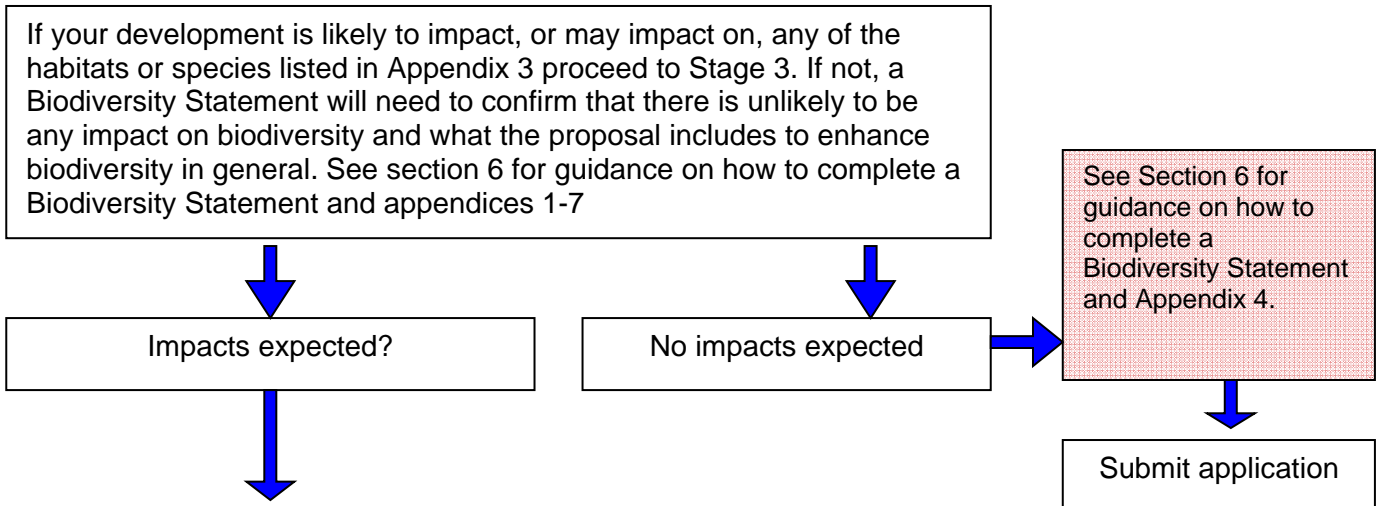 If your development is likely to impact, or may impact on, any of the
habitats or species listed in Appendix 3 proceed to Stage 3. If not, a
Biodiversity Statement will need to confirm that there is unlikely to be
any impact on biodiversity and what the proposal includes to enhance
biodiversity in general. See section 6 for guidance on how to complete a
Biodiversity Statement and appendices 1-7
See Section 6 for
guidance on how to
complete a
Biodiversity Statement
and Appendix 4.
Impacts expected?
No impacts expected
Submit application